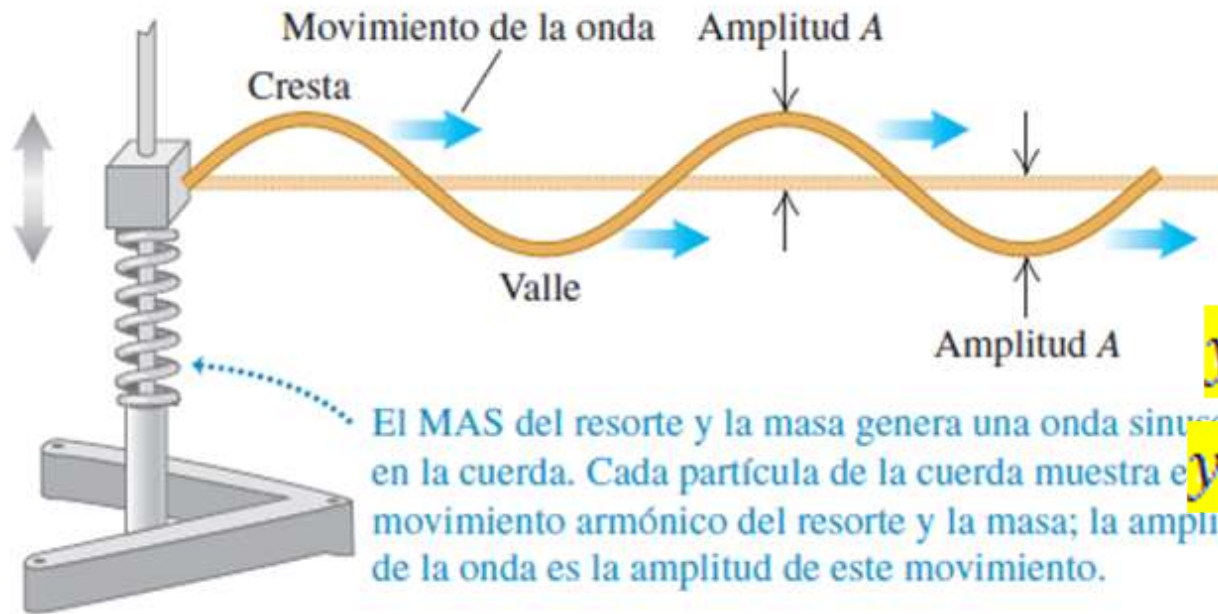 Movimiento de la onda
Amplitud A
Cresta
Valle
Amplitud A
y
El MAS del resorte y la masa genera una onda
y
en la cuerda. Cada partícula de la cuerda muestra
movimiento armónico del resorte y la masa; la
de la onda es la amplitud de este movimiento.